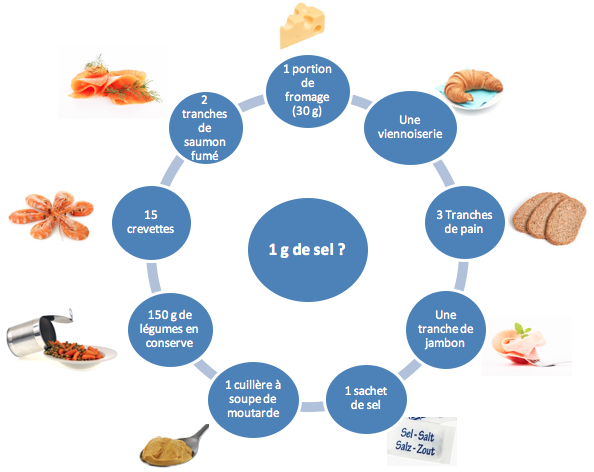 1 portion
de
fromage
(30 g)
Une
viennoiserie
3 Tranches
de pain
Une
tranche de
jambon
1 sachet
de sel
Sel - Salt
Salz - Zout
1 cuillère à
soupe de
moutarde
150 g de
légumes en
conserve
15
crevettes
2
tranches
de
saumon
fumé
1 g de sel ?